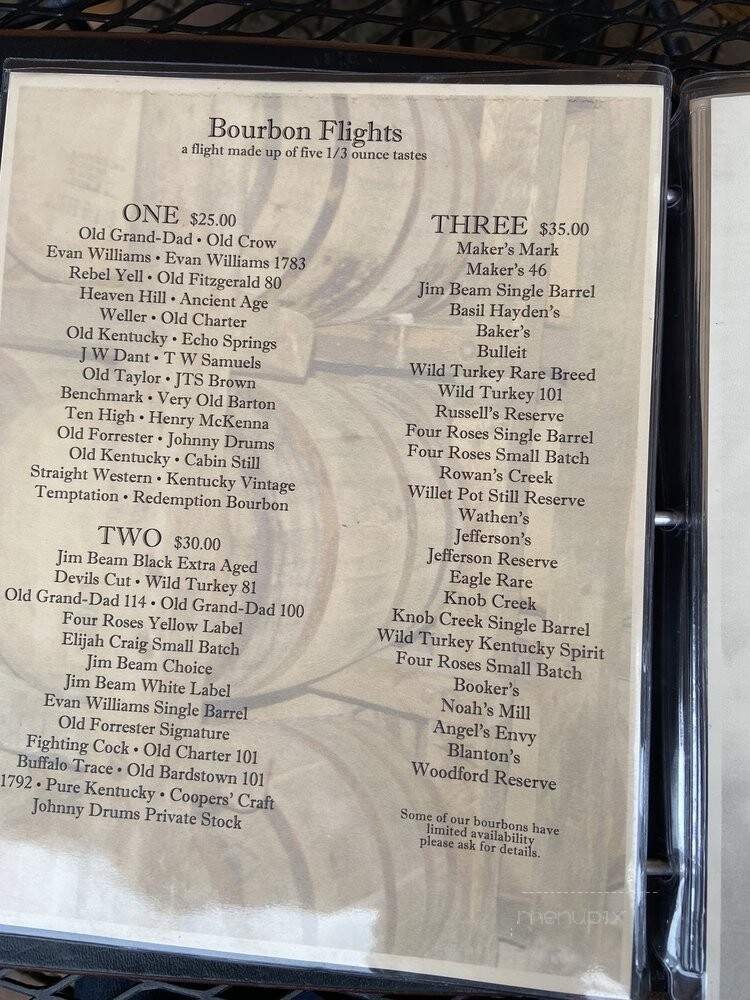 Bourbon Flights
a flight made up of five 1/3 ounce tastes
ONE $25.00
Old Grand-Dad • Old Crow
Evan Williams • Evan Williams 1783
Rebel Yell • Old Fitzgerald 80
Heaven Hill • Ancient Age
Weller • Old Charter
Old Kentucky • Echo Springs
J W Dant • T W Samuels
Old Taylor • JTS Brown
Benchmark • Very Old Barton
Ten High • Henry McKenna
Old Forrester • Johnny Drums
Old Kentucky • Cabin Still
Straight Western • Kentucky Vintage
Temptation • Redemption Bourbon
TWO $30.00
Jim Beam Black Extra Aged
Devils Cut • Wild Turkey 81
Old Grand-Dad 114 • Old Grand-Dad 100
Four Roses Yellow Label
Elijah Craig Small Batch
Jim Beam Choice
Jim Beam White Label
Evan Williams Single Barrel
Old Forrester Signature
Fighting Cock • Old Charter 101
Buffalo Trace • Old Bardstown 101
1792 • Pure Kentucky • Coopers' Craft
Johnny Drums Private Stock
THREE $35.00
Maker's Mark
Maker's 46
Jim Beam Single Barrel
Basil Hayden's
Baker's
Bulleit
Wild Turkey Rare Breed
Wild Turkey 101
Russell's Reserve
Four Roses Single Barrel
Four Roses Small Batch
Rowan's Creek
Willet Pot Still Reserve
Wathen's
Jefferson's
Jefferson Reserve
Eagle Rare
Knob Creek
Knob Creek Single Barrel
Wild Turkey Kentucky Spirit
Four Roses Small Batch
Booker's
Noah's Mill
Angel's Envy
Blanton's
Woodford Reserve
Some of our bourbons have
limited availability
please ask for details.
menupix